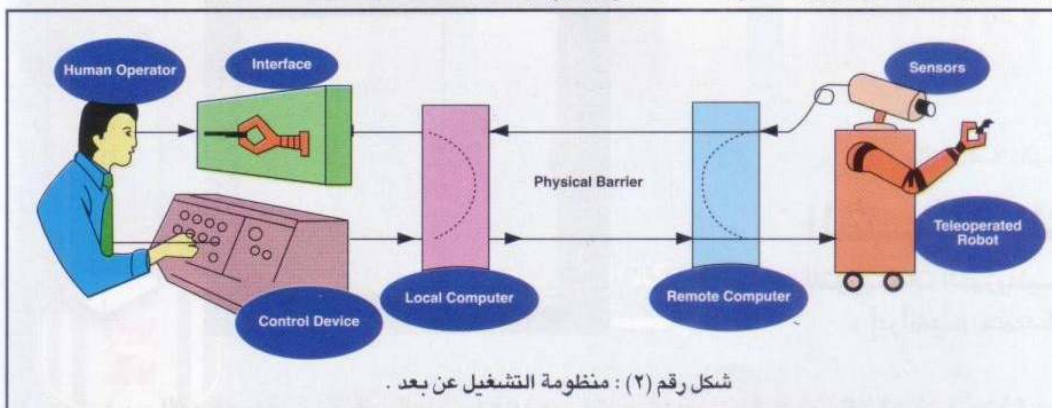 Human Operator
Interface
Sensors
Physical Barrier
Teleoperated
Robot
Local Computer
Remote Computer
Control Device
شكل رقم (٢) : منظومة التشغيل عن بعد .